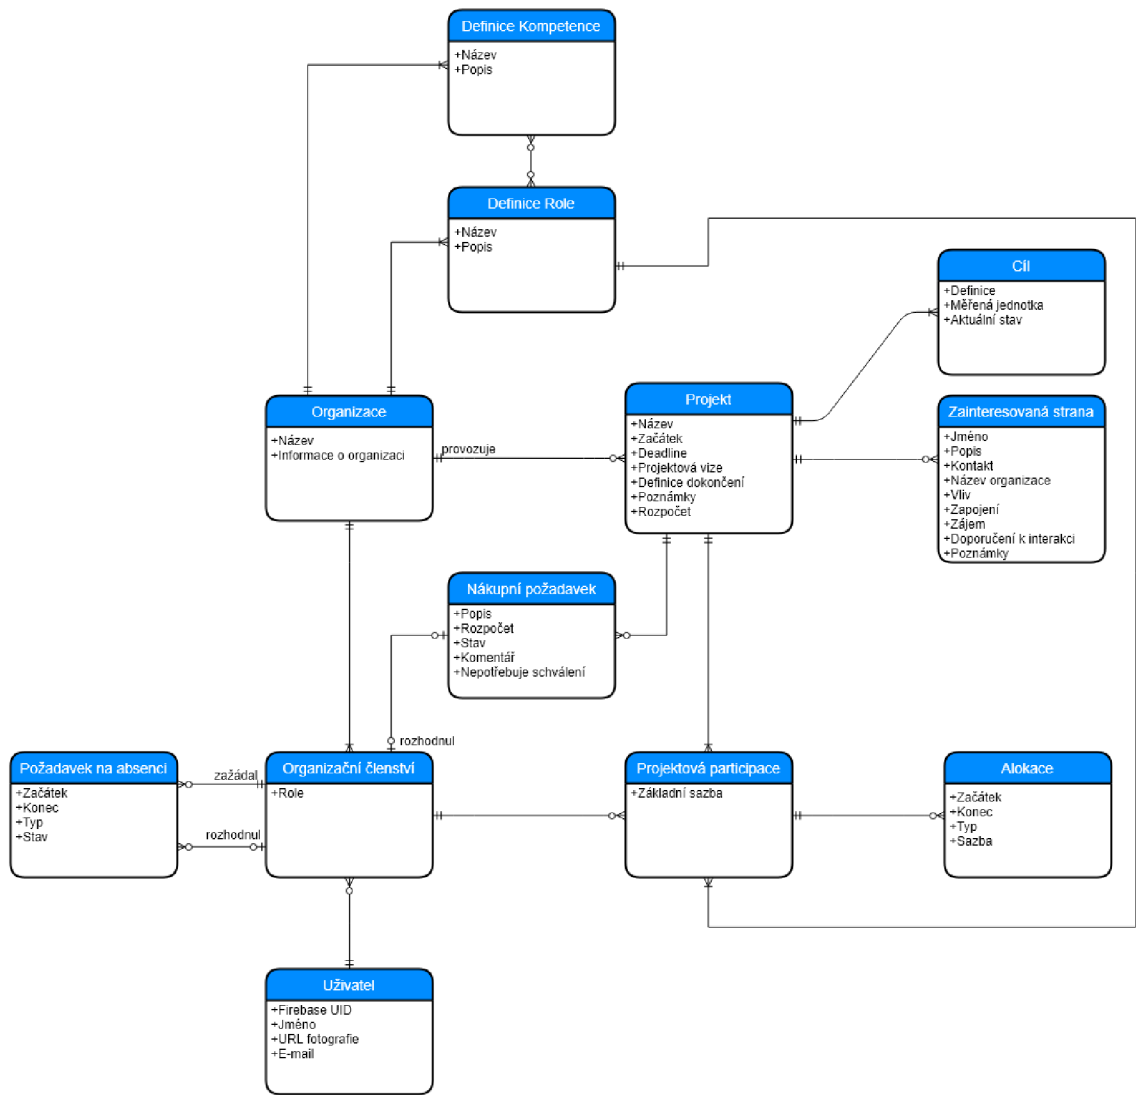 Definice Kompetence
+Název
+Popis
Definice Role
+Název
+Popis
Cíl
+Definice
+Měřená jednotka
+Aktuální stav
Organizace
+Název
+Informace o organizaci
provozuje
Projekt
+Název
+Začátek
+Deadline
+Projektová vize
+Definice dokončení
+Poznámky
+Rozpočet
Zainteresovaná strana
+Jméno
+Popis
+Kontakt
+Název organizace
+Vliv
+Zapojení
+Zájem
+Doporučení k interakci
+Poznámky
Nákupní požadavek
+Popis
+Rozpočet
+Stav
+Komentář
+Nepotřebuje schválení
rozhodnul
Požadavek na absenci
+Začátek
+Konec
+Typ
+Stav
zažádal
rozhodnul
Organizační členství
+Role
Projektová participace
+Základní sazba
Alokace
+Začátek
+Konec
+Typ
+Sazba
Uživatel
+Firebase UID
+Jméno
+URL fotografie
+E-mail